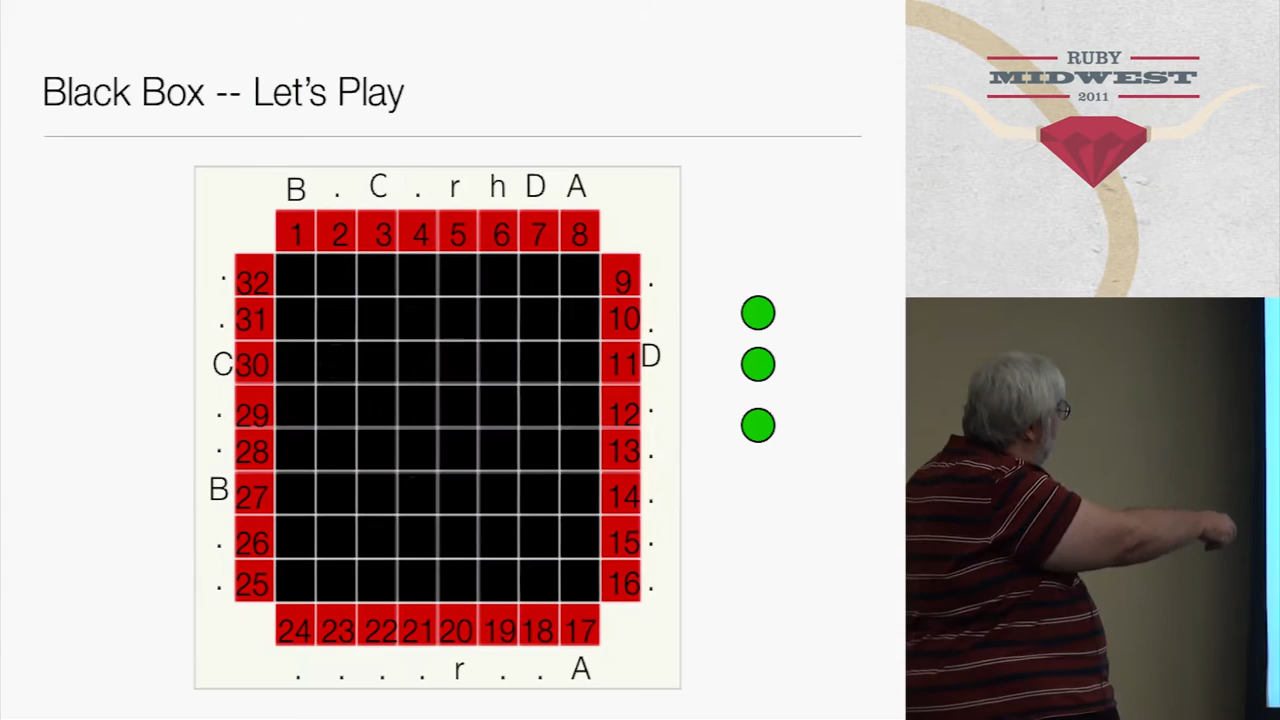 Black Box -- Let's Play
B . C . r h D A
1 2 3 4 5 6 7 8
. 32 9 .
. 31 10 .
C 30 11 D
. 29 12 .
. 28 13 .
B 27 14 .
. 26 15 .
. 25 16 .
24 23 22 21 20 19 18 17
. . . . r . . A
RUBY
MIDWEST
2011